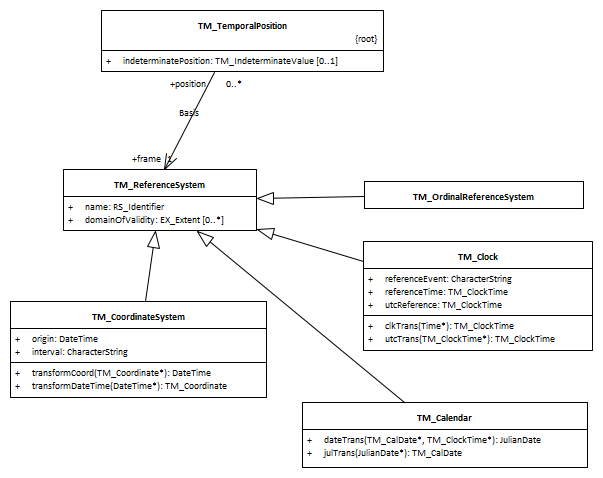 TM_TemporalPosition
{root}
+ indeterminatePosition: TM_IndeterminateValue [0..1]
+position 0..*
Basis
+frame 1
TM_ReferenceSystem
+ name: RS_Identifier
+ domainOfValidity: EX_Extent [0..*]
TM_OrdinalReferenceSystem
TM_Clock
+ referenceEvent: CharacterString
+ referenceTime: TM_ClockTime
+ utcReference: TM_ClockTime
+ clkTrans(Time*): TM_ClockTime
+ utcTrans(TM_ClockTime*): TM_ClockTime
TM_CoordinateSystem
+ origin: DateTime
+ interval: CharacterString
+ transformCoord(TM_Coordinate*): DateTime
+ transformDateTime(DateTime*): TM_Coordinate
TM_Calendar
+ dateTrans(TM_CalDate*, TM_ClockTime*): JulianDate
+ julTrans(JulianDate*): TM_CalDate